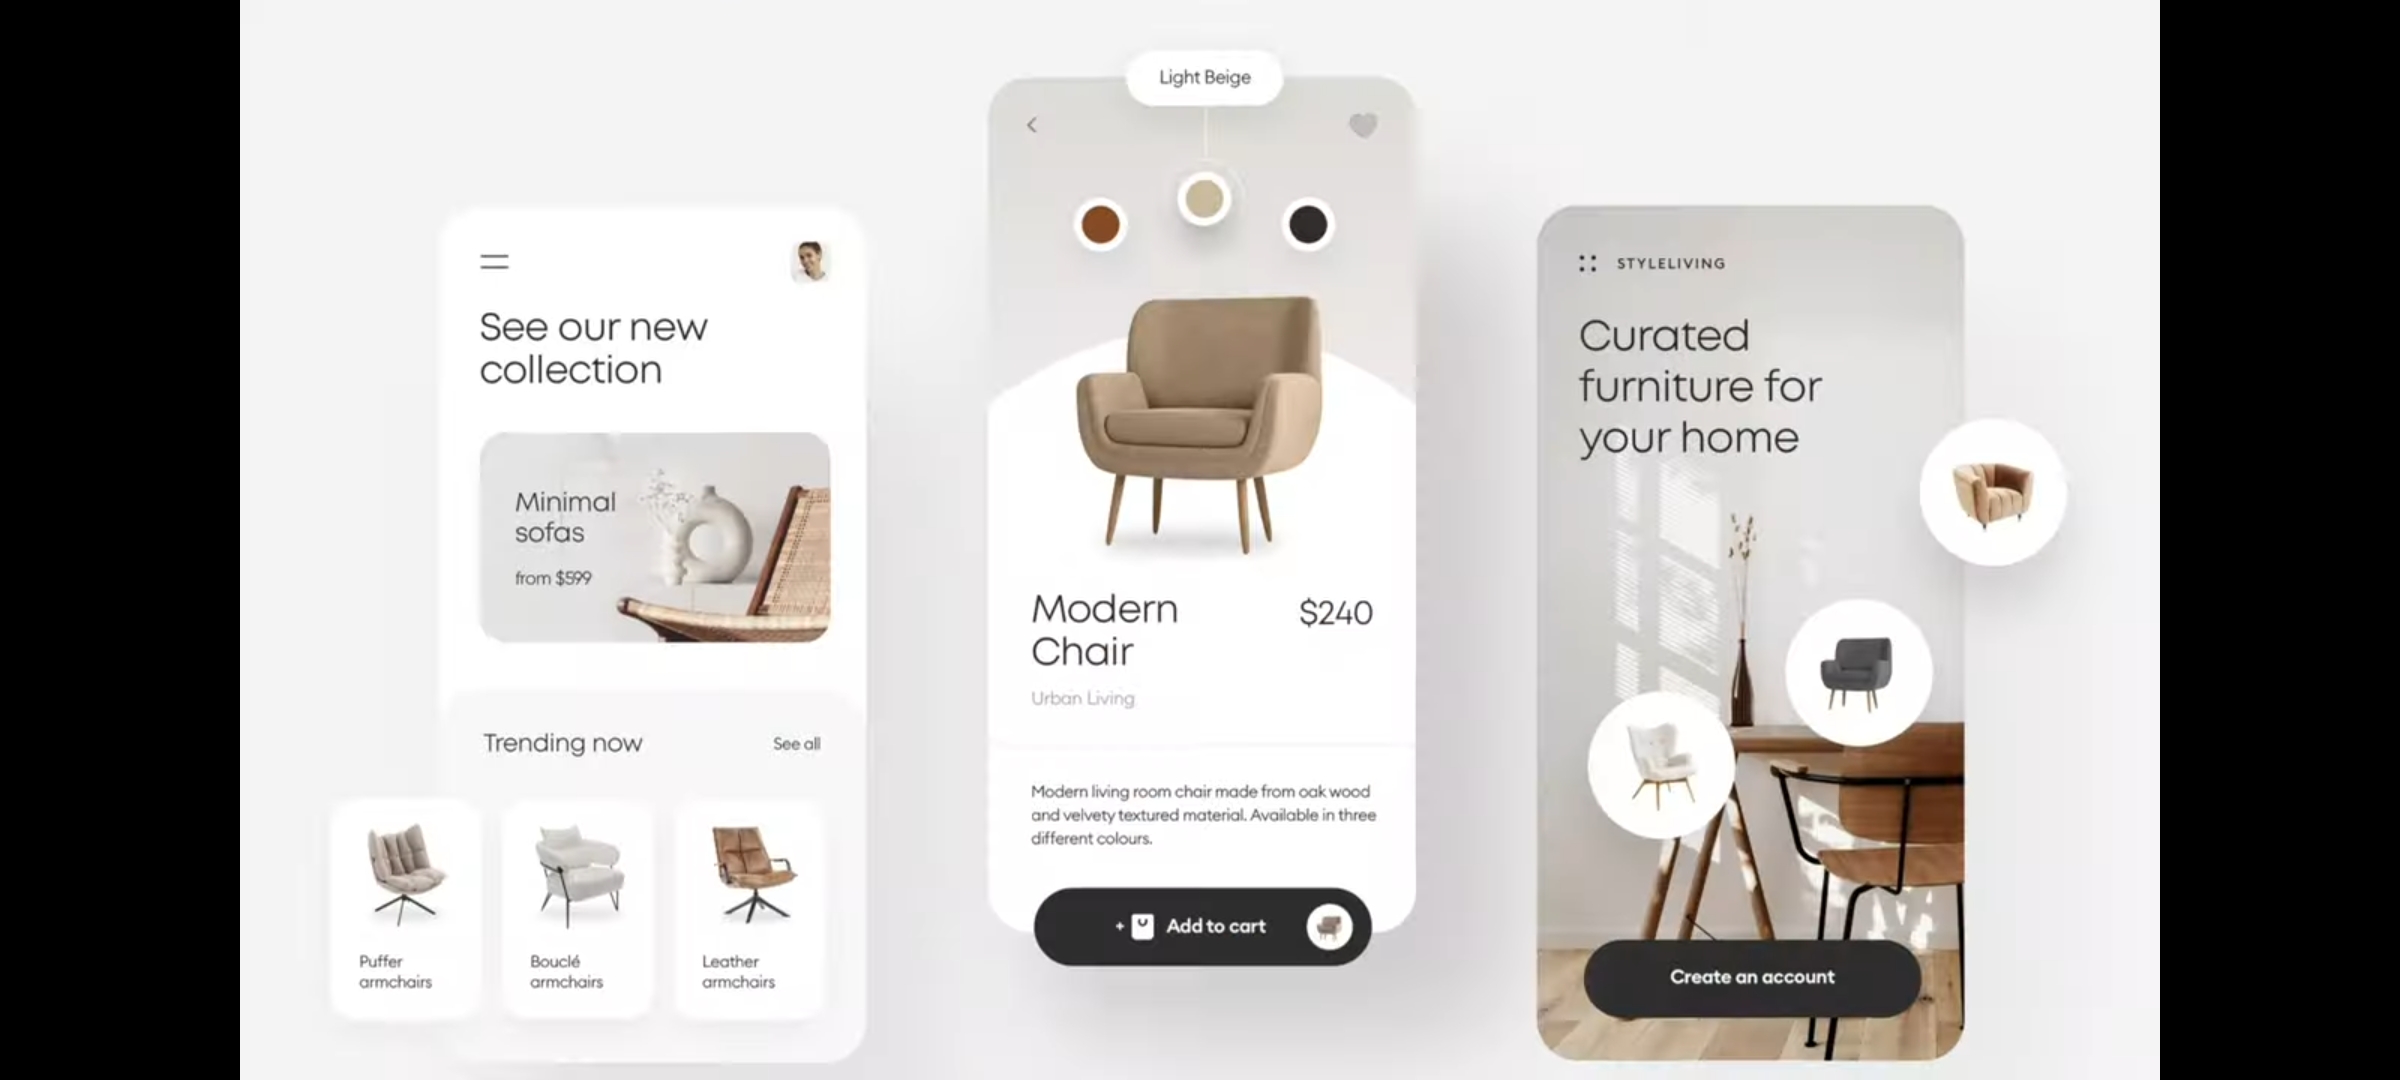 See our new
collection
Minimal
sofas
from $599
Trending now
See all
Puffer
armchairs
Bouclé
armchairs
Leather
armchairs
Light Beige
Modern
Chair
$240
Urban Living
Modern living room chair made from oak wood
and velvety textured material. Available in three
different colours.
+ Add to cart
STYLELIVING
Curated
furniture for
your home
Create an account